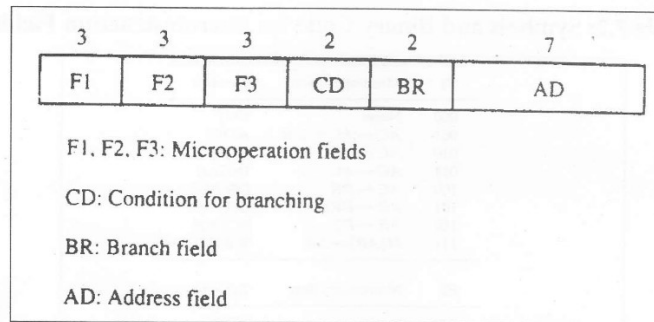 3 3 3 2 2 7
F1 F2 F3 CD BR AD
F1, F2, F3: Microoperation fields
CD: Condition for branching
BR: Branch field
AD: Address field